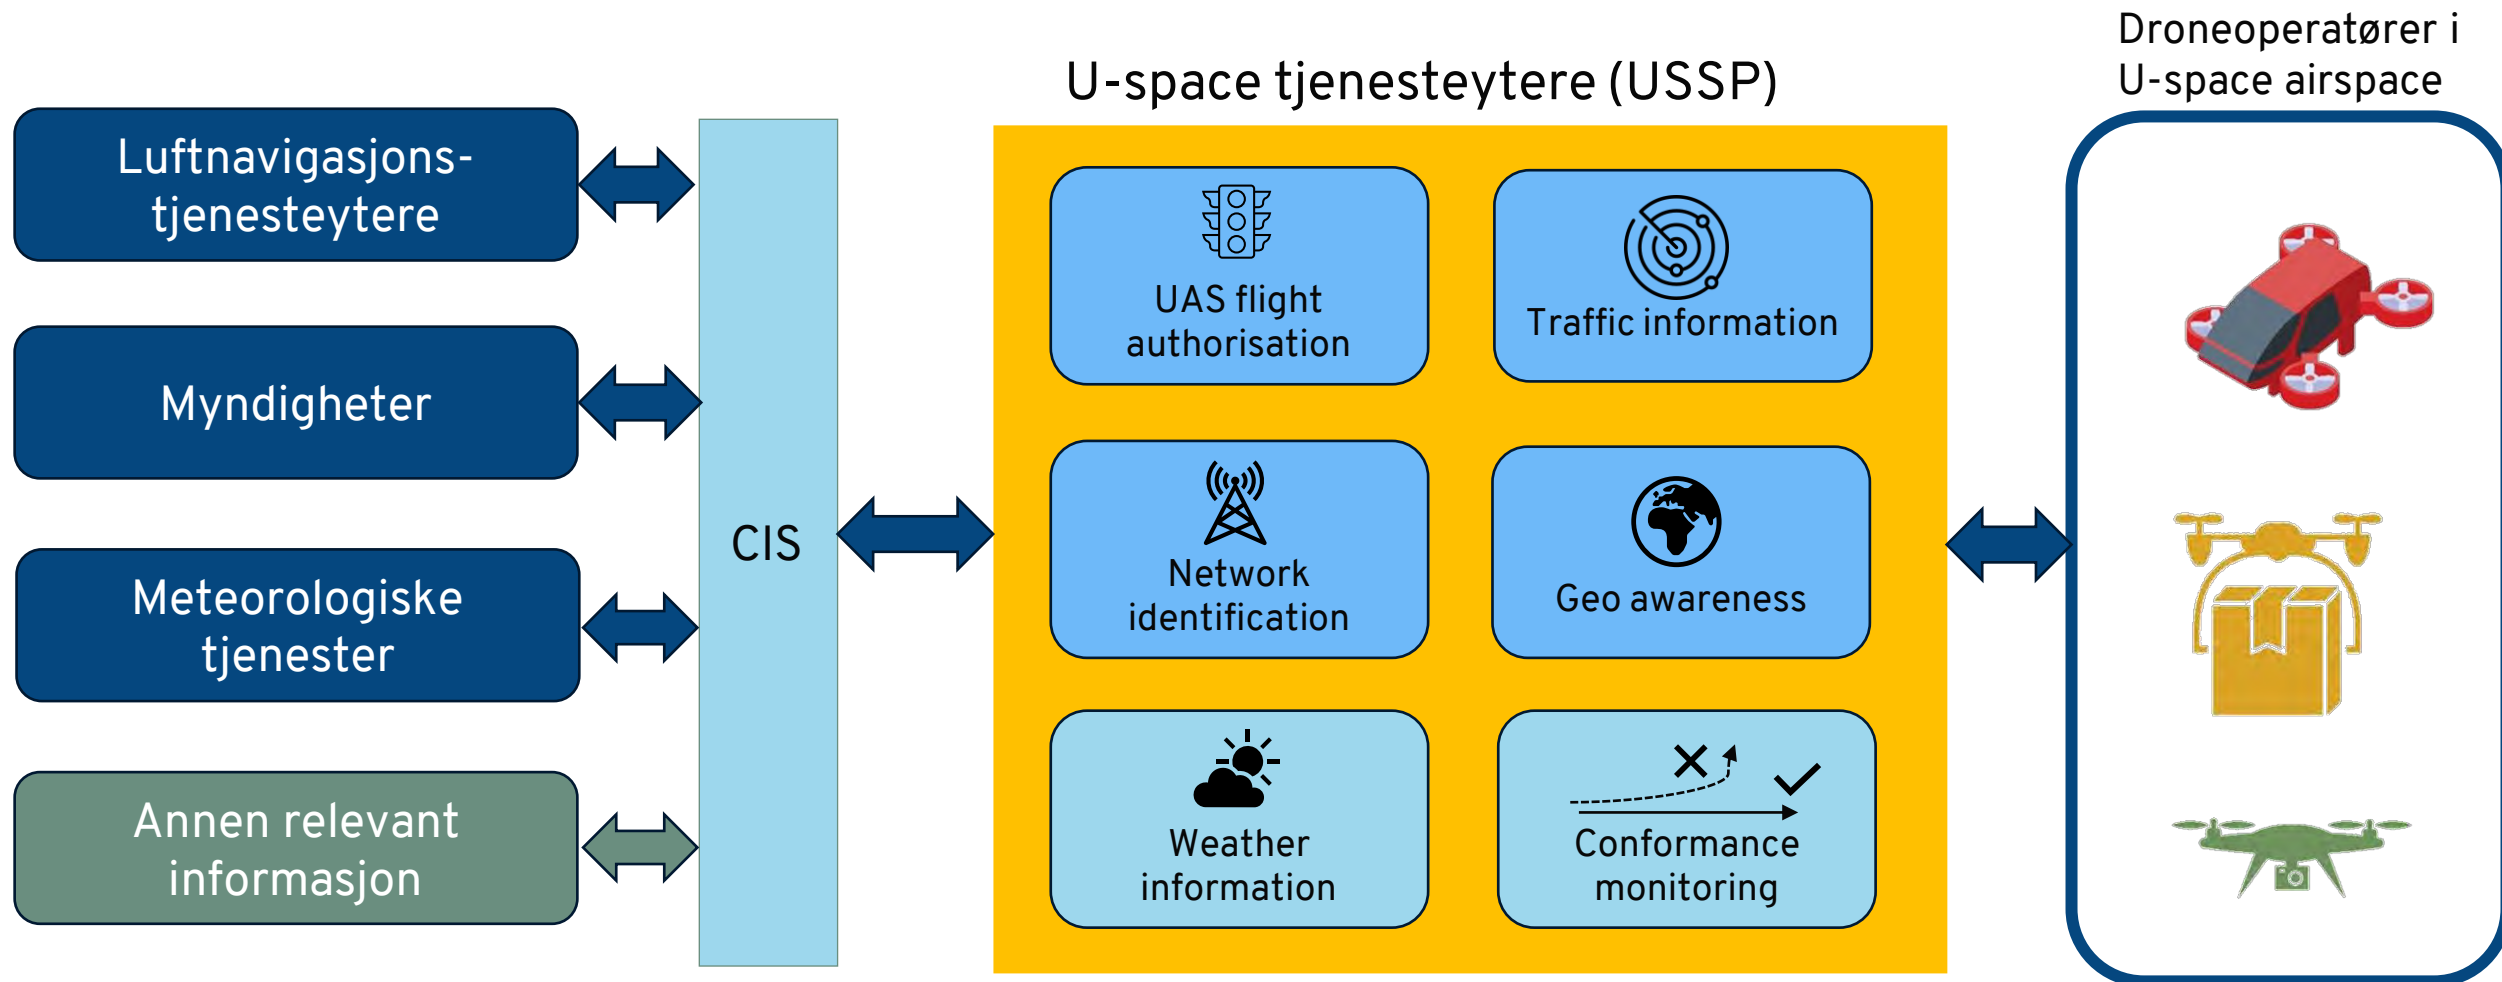 Droneoperatører i
U-space airspace
U-space tjenesteytere (USSP)
Luftnavigasjons-
tjenesteytere
Myndigheter
Meteorologiske
tjenester
Annen relevant
informasjon
CIS
UAS flight
authorisation
Traffic information
Network
identification
Geo awareness
Weather
information
Conformance
monitoring